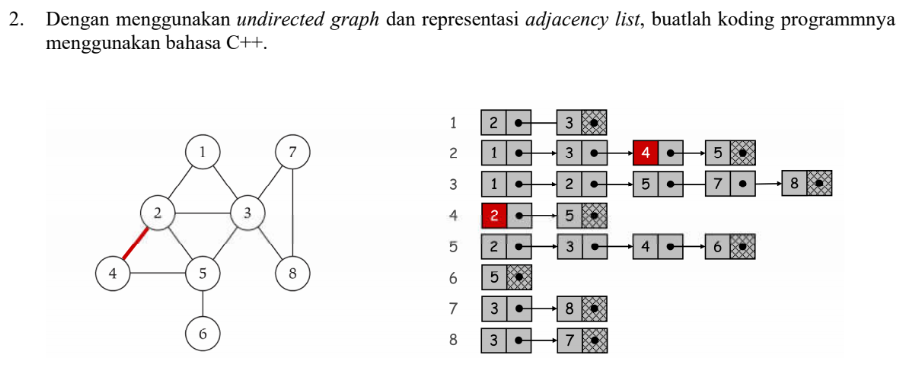 2. Dengan menggunakan undirected graph dan representasi adjacency list, buatlah koding programmnya
menggunakan bahasa C++.
1 7
2 3
4 5 8
6
1 2 3
2 1 3 4 5
3 1 2 5 7 8
4 2 5
5 2 3 4 6
6 5
7 3 8
8 3 7